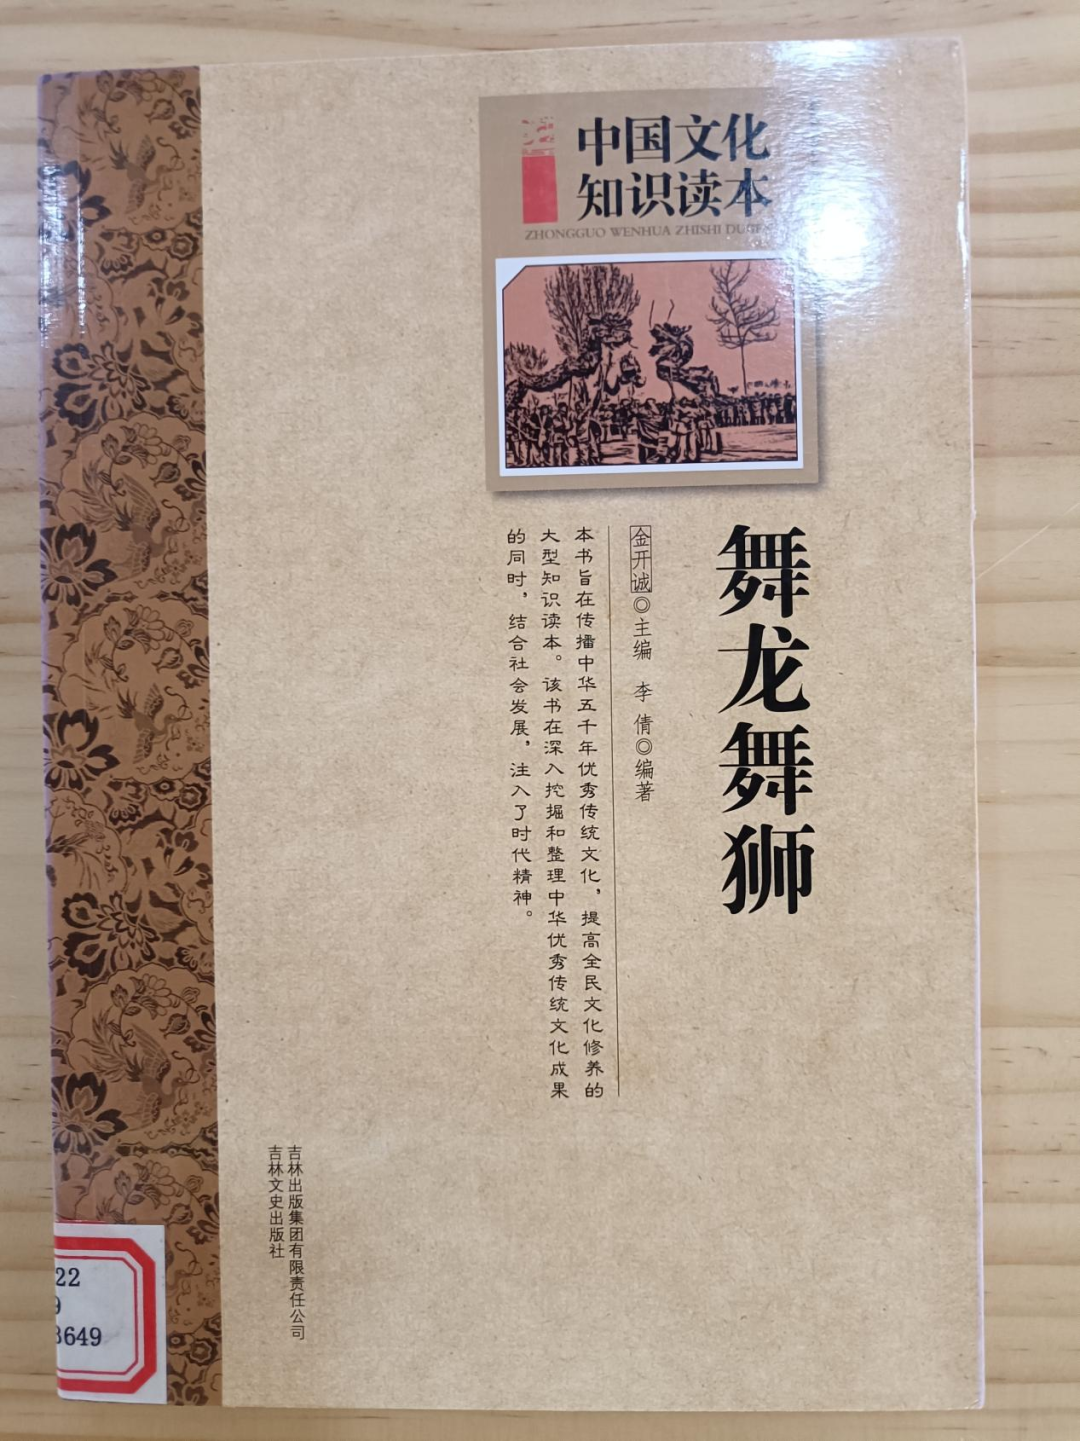 中国文化
知识读本
ZHONGGUO WENHUA ZHISHI DUBEN
舞龙舞狮
金开诚◎主编 李倩◎编著
本书旨在传播中华五千年优秀传统文化，提高全民文化修养的
大型知识读本。该书在深入挖掘和整理中华优秀传统文化成果
的同时，结合社会发展，注入了时代精神。
吉林出版集团有限责任公司
吉林文史出版社
22
9
3649